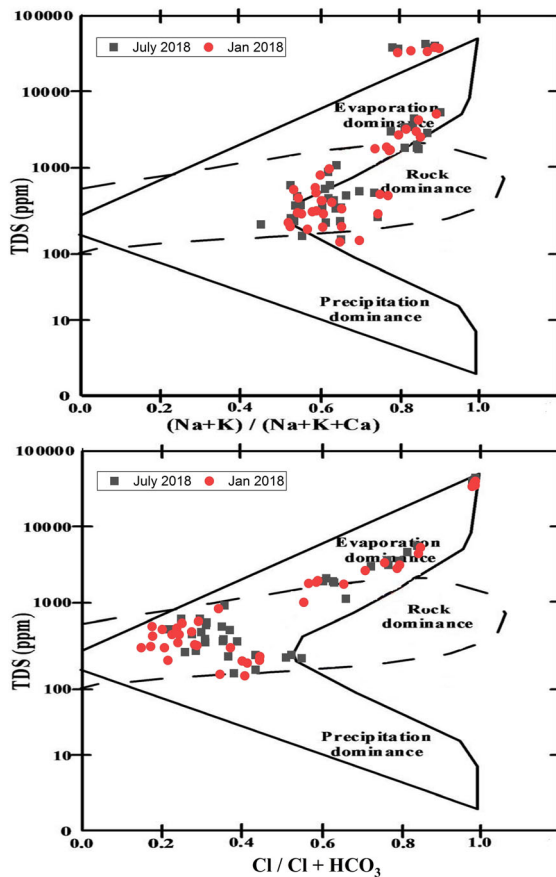 100000
July 2018
Jan 2018
10000
Evaporation
dominance
TDS (ppm)
1000
Rock
dominance
100
Precipitation
dominance
10
0
0.0
0.2
0.4
0.6
0.8
1.0
(Na+K) / (Na+K+Ca)
100000
July 2018
Jan 2018
10000
Evaporation
dominance
TDS (ppm)
1000
Rock
dominance
100
Precipitation
dominance
10
0
0.0
0.2
0.4
0.6
0.8
1.0
Cl / Cl + HCO₃